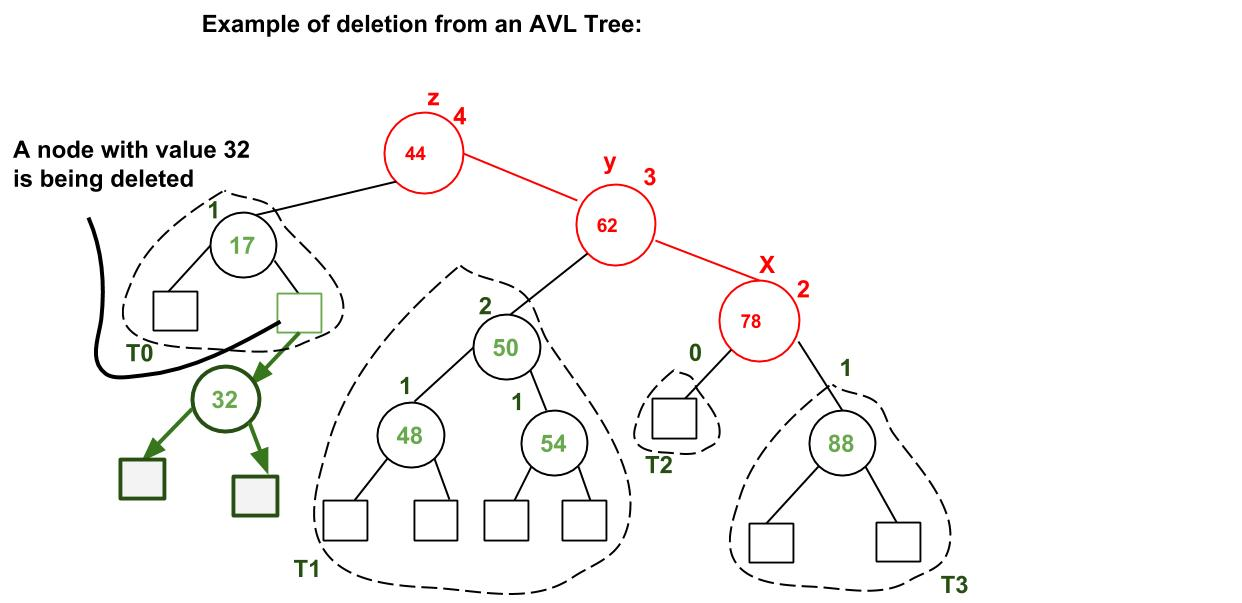 Example of deletion from an AVL Tree:
z
4
44
A node with value 32
is being deleted
y
3
62
1
17
X
2
78
T0
2
50
0
1
32
1
48
1
54
T2
88
T1
T3